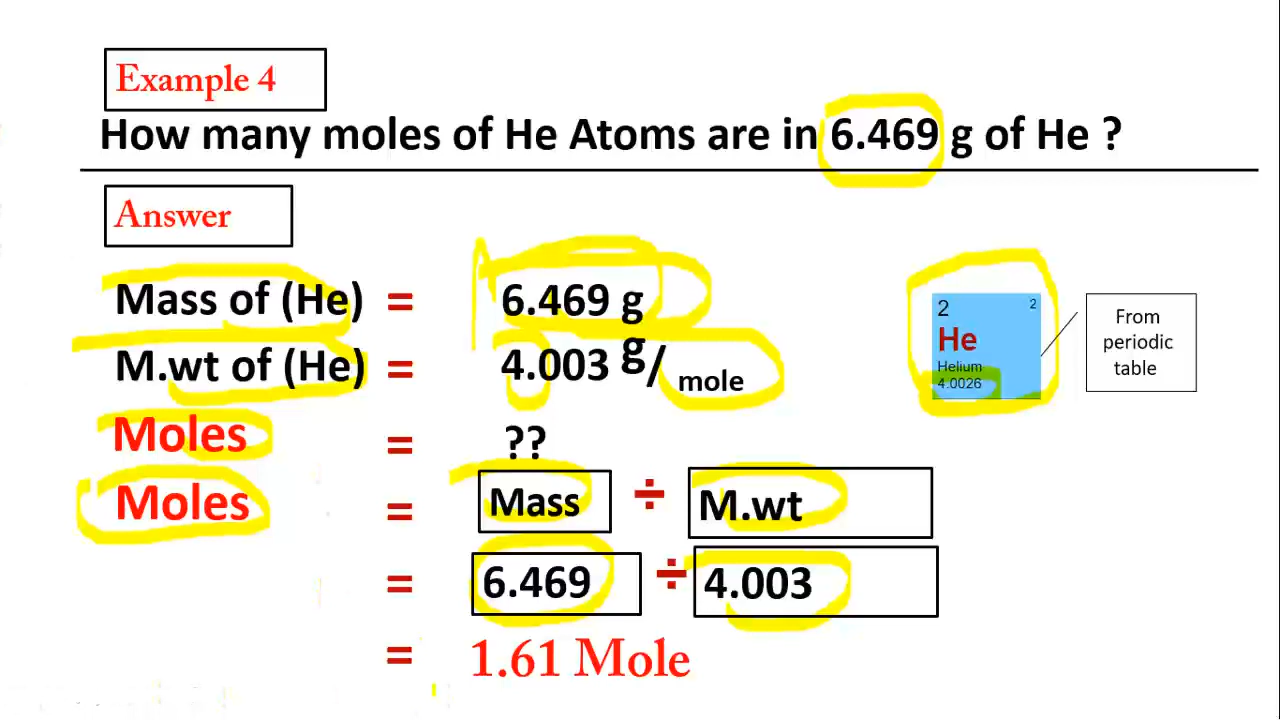 Example 4
How many moles of He Atoms are in 6.469 g of He ?
Answer
Mass of (He) = 6.469 g
M.wt of (He) = 4.003 g/mole
Moles = ??
Moles = Mass ÷ M.wt
= 6.469 ÷ 4.003
= 1.61 Mole
2 2
He
Helium
4.0026
From
periodic
table